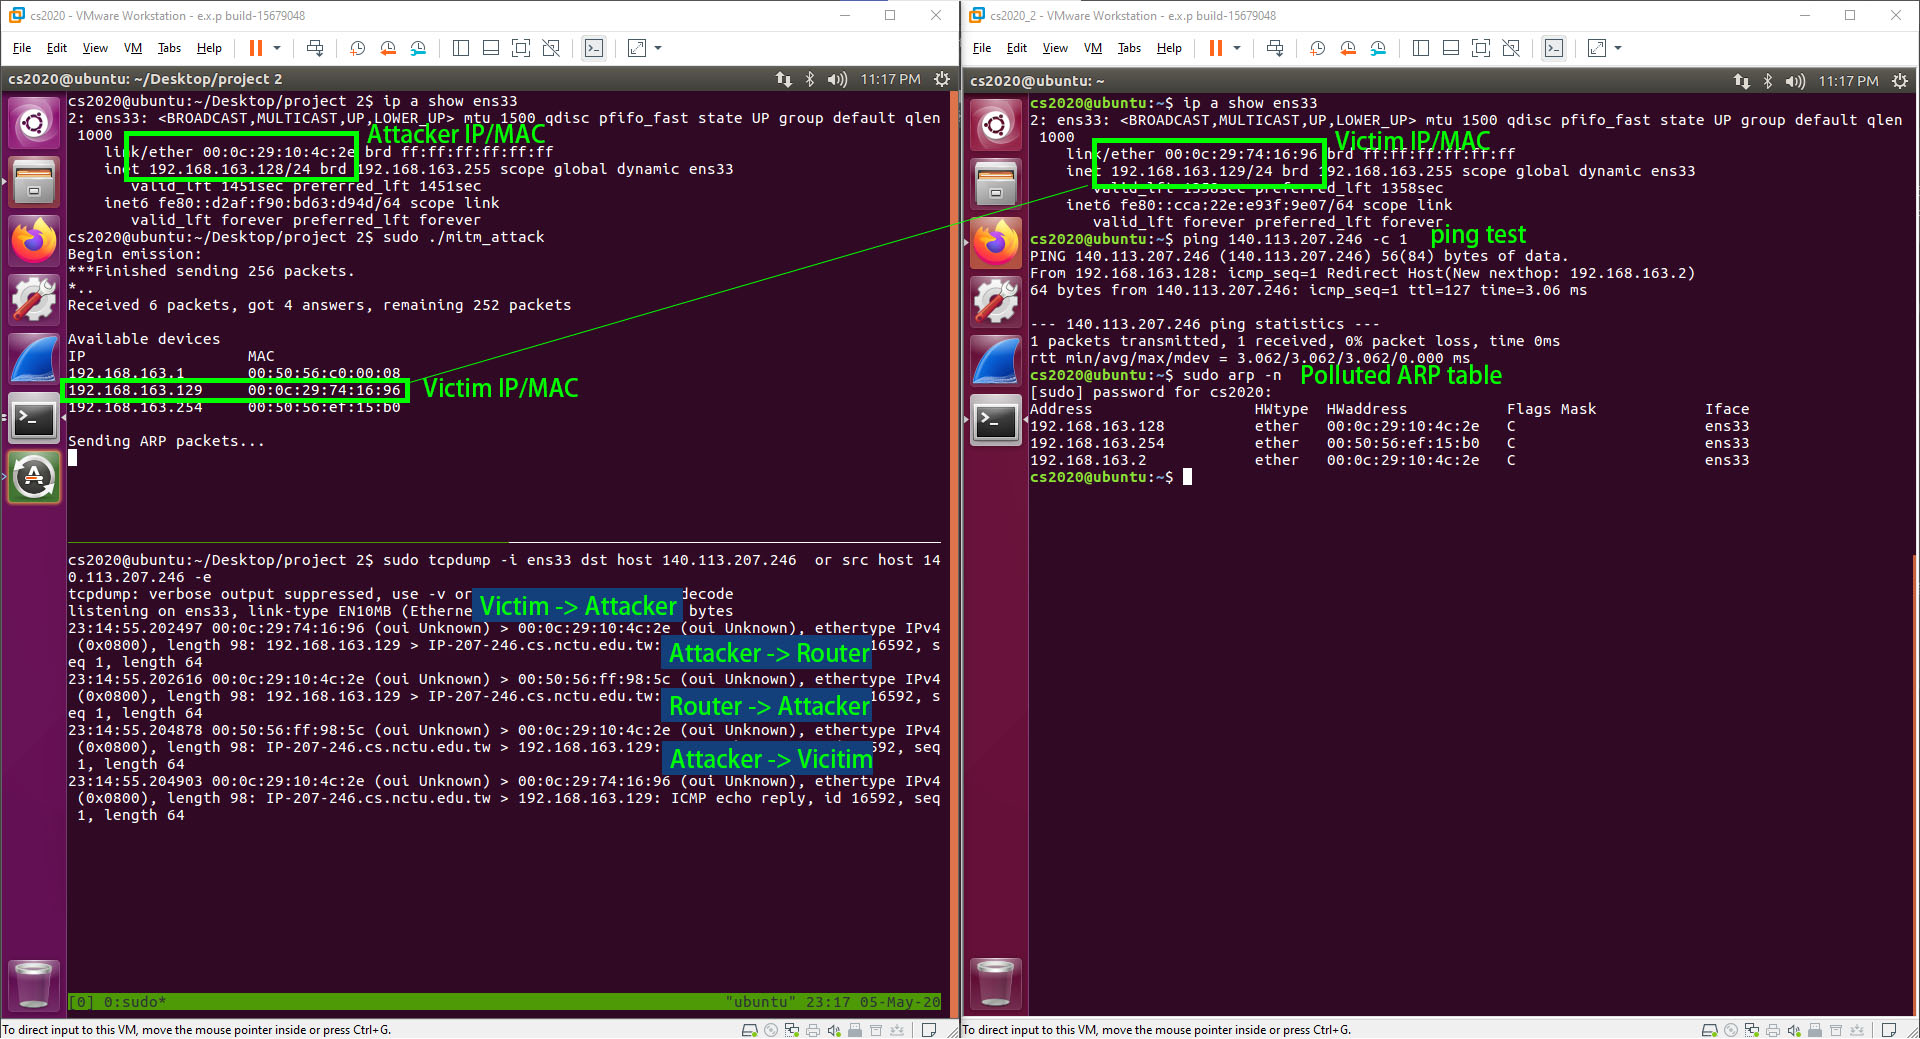 cs2020 - VMware Workstation - e.x.p build-15679048
File Edit View VM Tabs Help
cs2020@ubuntu: ~/Desktop/project 2
11:17 PM
cs2020@ubuntu:~/Desktop/project 2$ ip a show ens33
2: ens33: <BROADCAST,MULTICAST,UP,LOWER_UP> mtu 1500 qdisc pfifo_fast state UP group default qlen
1000
Attacker IP/MAC
link/ether 00:0c:29:10:4c:2e brd ff:ff:ff:ff:ff:ff
inet 192.168.163.128/24 brd 192.168.163.255 scope global dynamic ens33
valid_lft 1451sec preferred_lft 1451sec
inet6 fe80::d2af:f90:bd63:d94d/64 scope link
valid_lft forever preferred_lft forever
cs2020@ubuntu:~/Desktop/project 2$ sudo ./mitm_attack
Begin emission:
***Finished sending 256 packets.
*..
Received 6 packets, got 4 answers, remaining 252 packets
Available devices
IP MAC
192.168.163.1 00:50:56:c0:00:08
192.168.163.129 00:0c:29:74:16:96
Victim IP/MAC
192.168.163.254 00:50:56:ef:15:b0
Sending ARP packets...
cs2020@ubuntu:~/Desktop/project 2$ sudo tcpdump -i ens33 dst host 140.113.207.246  or src host 14
0.113.207.246 -e
tcpdump: verbose output suppressed, use -v or decode
listening on ens33, link-type EN10MB (Etherne bytes
Victim -> Attacker
23:14:55.202497 00:0c:29:74:16:96 (oui Unknown) > 00:0c:29:10:4c:2e (oui Unknown), ethertype IPv4
(0x0800), length 98: 192.168.163.129 > IP-207-246.cs.nctu.edu.tw: 16592, s
Attacker -> Router
eq 1, length 64
23:14:55.202616 00:0c:29:10:4c:2e (oui Unknown) > 00:50:56:ff:98:5c (oui Unknown), ethertype IPv4
(0x0800), length 98: 192.168.163.129 > IP-207-246.cs.nctu.edu.tw: 16592, s
Router -> Attacker
eq 1, length 64
23:14:55.204878 00:50:56:ff:98:5c (oui Unknown) > 00:0c:29:10:4c:2e (oui Unknown), ethertype IPv4
(0x0800), length 98: IP-207-246.cs.nctu.edu.tw > 192.168.163.129: 592, seq
Attacker -> Vicitim
1, length 64
23:14:55.204903 00:0c:29:10:4c:2e (oui Unknown) > 00:0c:29:74:16:96 (oui Unknown), ethertype IPv4
(0x0800), length 98: IP-207-246.cs.nctu.edu.tw > 192.168.163.129: ICMP echo reply, id 16592, seq
1, length 64
[0] 0:sudo* "ubuntu" 23:17 05-May-20
To direct input to this VM, move the mouse pointer inside or press Ctrl+G.
cs2020_2 - VMware Workstation - e.x.p build-15679048
File Edit View VM Tabs Help
cs2020@ubuntu: ~
11:17 PM
cs2020@ubuntu:~$ ip a show ens33
2: ens33: <BROADCAST,MULTICAST,UP,LOWER_UP> mtu 1500 qdisc pfifo_fast state UP group default qlen
1000
Victim IP/MAC
link/ether 00:0c:29:74:16:96 brd ff:ff:ff:ff:ff:ff
inet 192.168.163.129/24 brd 192.168.163.255 scope global dynamic ens33
valid_lft 1358sec preferred_lft 1358sec
inet6 fe80::cca:22e:e93f:9e07/64 scope link
valid_lft forever preferred_lft forever
cs2020@ubuntu:~$ ping 140.113.207.246 -c 1
ping test
PING 140.113.207.246 (140.113.207.246) 56(84) bytes of data.
From 192.168.163.128: icmp_seq=1 Redirect Host(New nexthop: 192.168.163.2)
64 bytes from 140.113.207.246: icmp_seq=1 ttl=127 time=3.06 ms
--- 140.113.207.246 ping statistics ---
1 packets transmitted, 1 received, 0% packet loss, time 0ms
rtt min/avg/max/mdev = 3.062/3.062/3.062/0.000 ms
cs2020@ubuntu:~$ sudo arp -n
Polluted ARP table
[sudo] password for cs2020:
Address HWtype HWaddress Flags Mask Iface
192.168.163.128 ether 00:0c:29:10:4c:2e C ens33
192.168.163.254 ether 00:50:56:ef:15:b0 C ens33
192.168.163.2 ether 00:0c:29:10:4c:2e C ens33
cs2020@ubuntu:~$
To direct input to this VM, move the mouse pointer inside or press Ctrl+G.